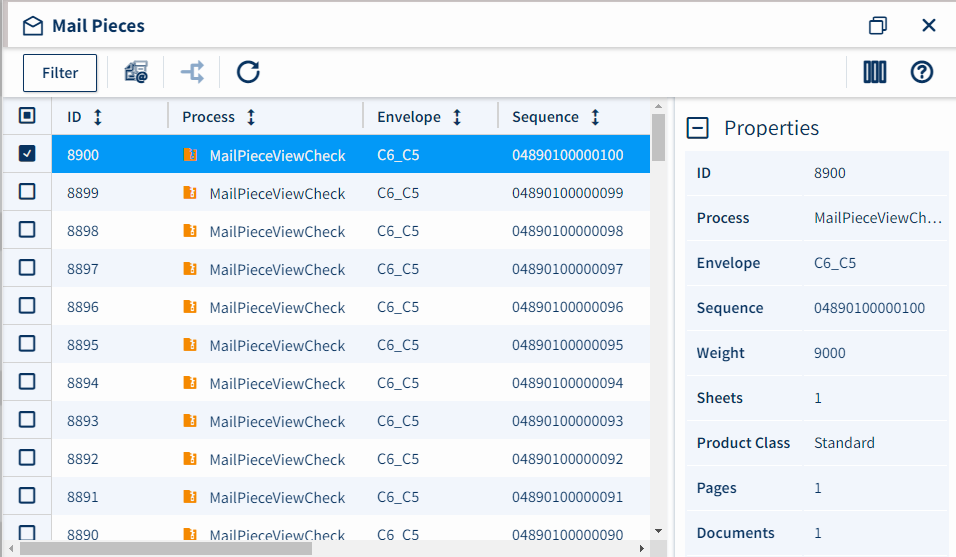 Mail Pieces
Filter
ID Process Envelope Sequence
8900 MailPieceViewCheck C6_C5 04890100000100
8899 MailPieceViewCheck C6_C5 04890100000099
8898 MailPieceViewCheck C6_C5 04890100000098
8897 MailPieceViewCheck C6_C5 04890100000097
8896 MailPieceViewCheck C6_C5 04890100000096
8895 MailPieceViewCheck C6_C5 04890100000095
8894 MailPieceViewCheck C6_C5 04890100000094
8893 MailPieceViewCheck C6_C5 04890100000093
8892 MailPieceViewCheck C6_C5 04890100000092
8891 MailPieceViewCheck C6_C5 04890100000091
8890 MailPieceViewCheck C6_C5 04890100000090
Properties
ID 8900
Process MailPieceViewCh...
Envelope C6_C5
Sequence 04890100000100
Weight 9000
Sheets 1
Product Class Standard
Pages 1
Documents 1